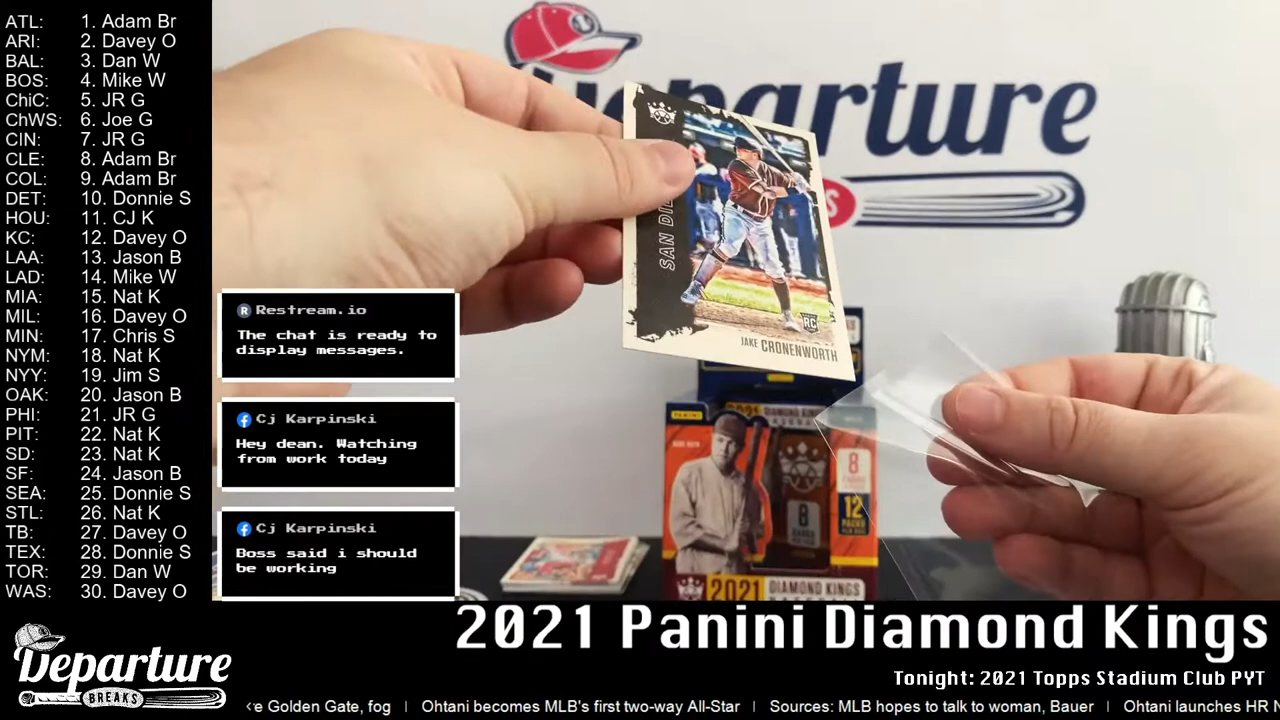 ATL: 1. Adam Br
ARI: 2. Davey O
BAL: 3. Dan W
BOS: 4. Mike W
ChiC: 5. JR G
ChWS: 6. Joe G
CIN: 7. JR G
CLE: 8. Adam Br
COL: 9. Adam Br
DET: 10. Donnie S
HOU: 11. CJ K
KC: 12. Davey O
LAA: 13. Jason B
LAD: 14. Mike W
MIA: 15. Nat K
MIL: 16. Davey O
MIN: 17. Chris S
NYM: 18. Nat K
NYY: 19. Jim S
OAK: 20. Jason B
PHI: 21. JR G
PIT: 22. Nat K
SD: 23. Nat K
SF: 24. Jason B
SEA: 25. Donnie S
STL: 26. Nat K
TB: 27. Davey O
TEX: 28. Donnie S
TOR: 29. Dan W
WAS: 30. Davey O
Departure
BREAKS
Restream.io
The chat is ready to
display messages.
Cj Karpinski
Hey dean. Watching
from work today
Cj Karpinski
Boss said i should
be working
Departure
S
SAN DIE
RC
JAKE CRONENWORTH
PANINI
2021 DIAMOND KINGS
8
8
12
2021 DIAMOND KINGS
2021 Panini Diamond Kings
Tonight: 2021 Topps Stadium Club PYT
e Golden Gate, fog | Ohtani becomes MLB's first two-way All-Star | Sources: MLB hopes to talk to woman, Bauer | Ohtani launches HR